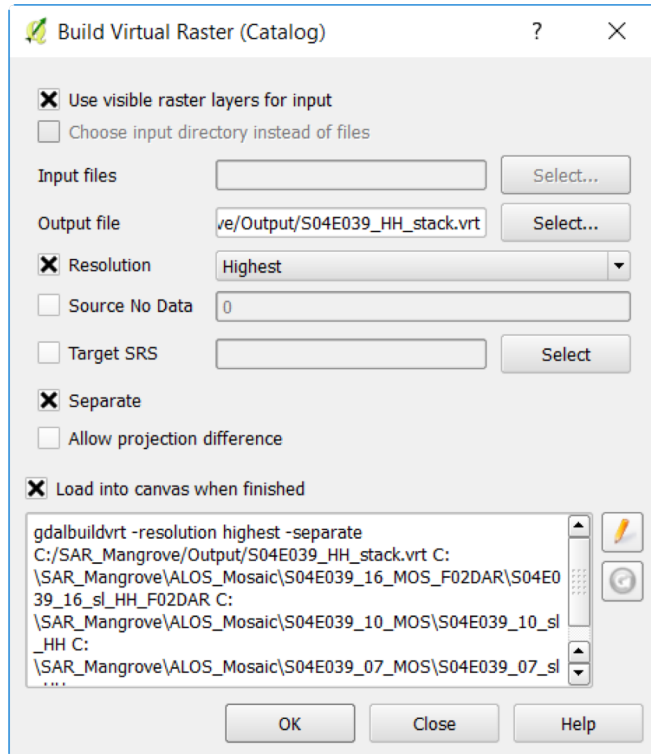 Build Virtual Raster (Catalog) ?
Use visible raster layers for input
Choose input directory instead of files
Input files Select...
Output file ve/Output/S04E039_HH_stack.vrt Select...
Resolution Highest
Source No Data 0
Target SRS Select
Separate
Allow projection difference
Load into canvas when finished
gdalbuildvrt -resolution highest -separate
C:/SAR_Mangrove/Output/S04E039_HH_stack.vrt C:
\SAR_Mangrove\ALOS_Mosaic\S04E039_16_MOS_F02DAR\S04E0
39_16_sl_HH_F02DAR C:
\SAR_Mangrove\ALOS_Mosaic\S04E039_10_MOS\S04E039_10_sl
_HH C:
\SAR_Mangrove\ALOS_Mosaic\S04E039_07_MOS\S04E039_07_sl
OK Close Help